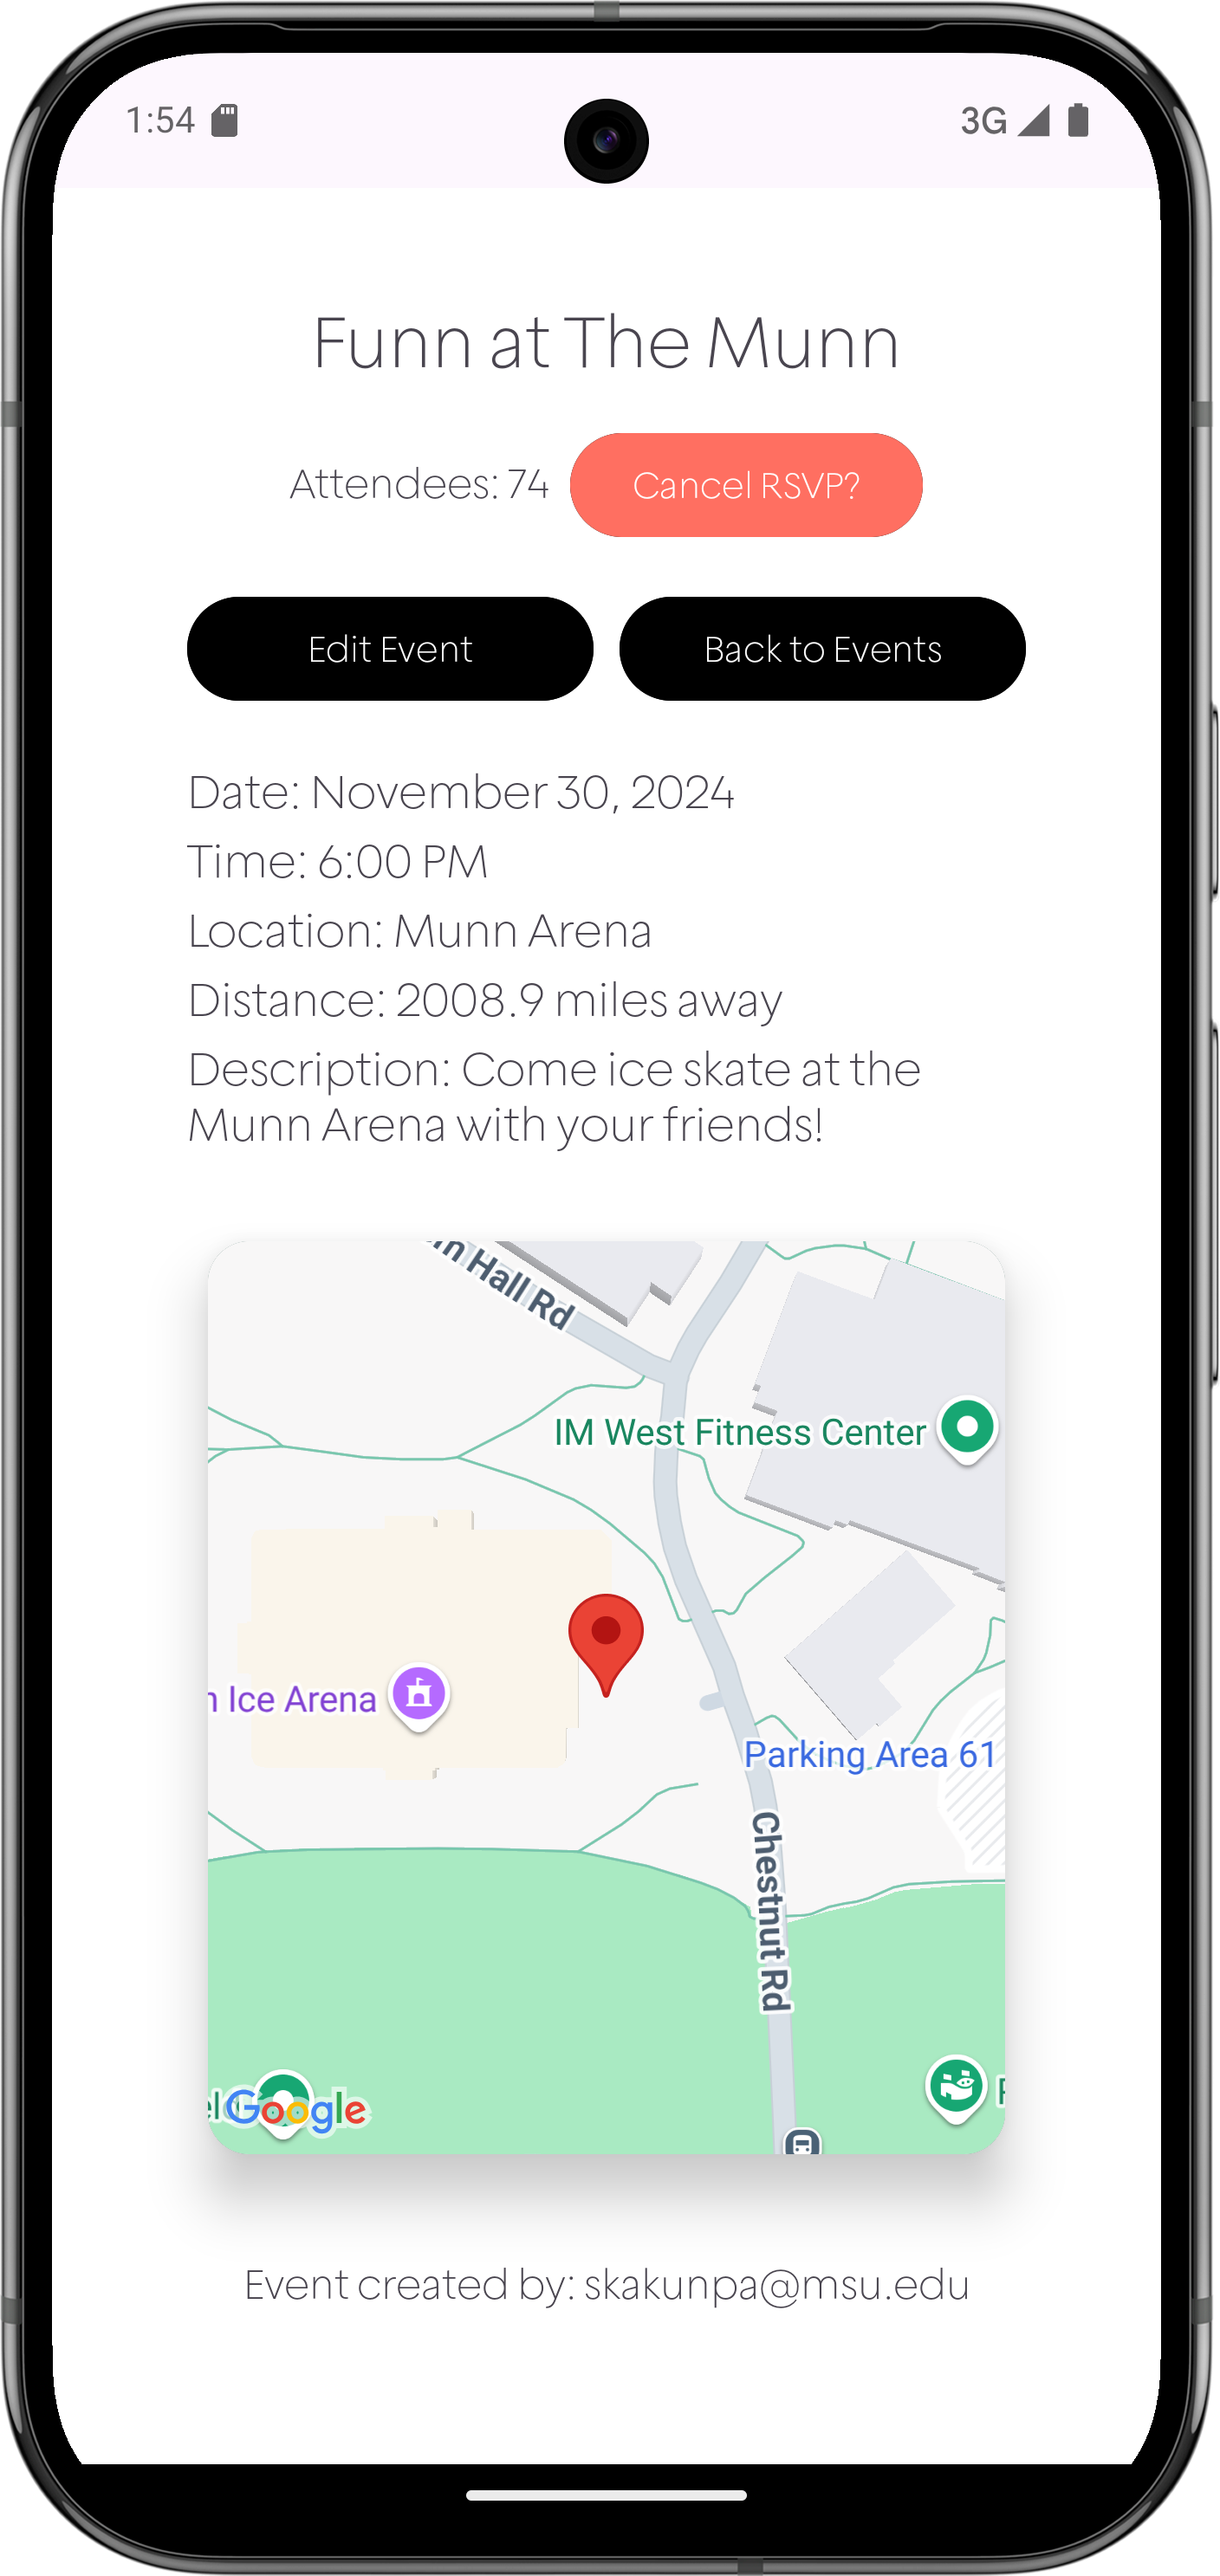 1:54
3G
Funn at The Munn
Attendees: 74
Cancel RSVP?
Edit Event
Back to Events
Date: November 30, 2024
Time: 6:00 PM
Location: Munn Arena
Distance: 2008.9 miles away
Description: Come ice skate at the
Munn Arena with your friends!
Hall Rd
IM West Fitness Center
Ice Arena
Parking Area 61
Chestnut Rd
Google
Event created by: skakunpa@msu.edu